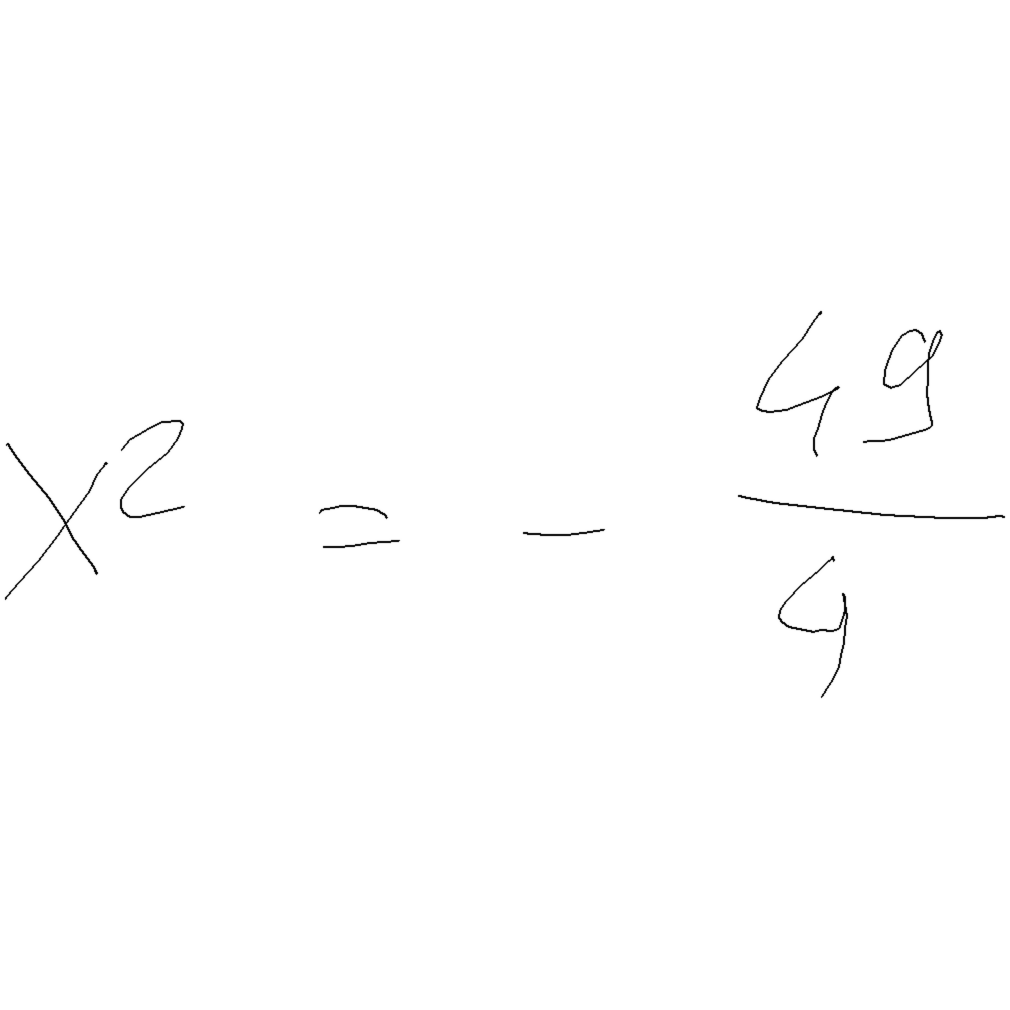 x² = - 49/4